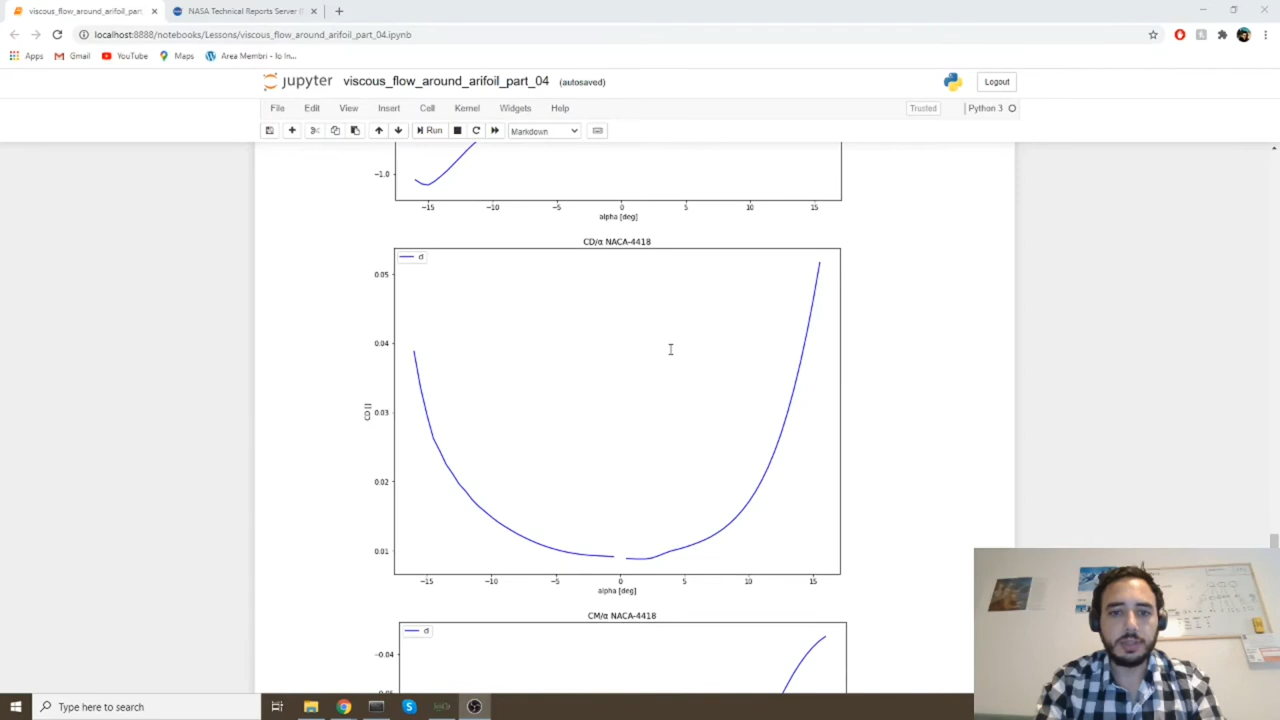 viscous_flow_around_arifoil_part
NASA Technical Reports Server (
localhost:8888/notebooks/Lessons/viscous_flow_around_arifoil_part_04.ipynb
Apps Gmail YouTube Maps Area Membri - Io In...
jupyter viscous_flow_around_arifoil_part_04 (autosaved) Logout
File Edit View Insert Cell Kernel Widgets Help Trusted Python 3
Run Markdown
-1.0
-15 -10 -5 0 5 10 15
alpha [deg]
CD/α NACA-4418
cl
0.05
0.04
0.03
CD []
0.02
0.01
-15 -10 -5 0 5 10 15
alpha [deg]
CM/α NACA-4418
cl
-0.04
Type here to search